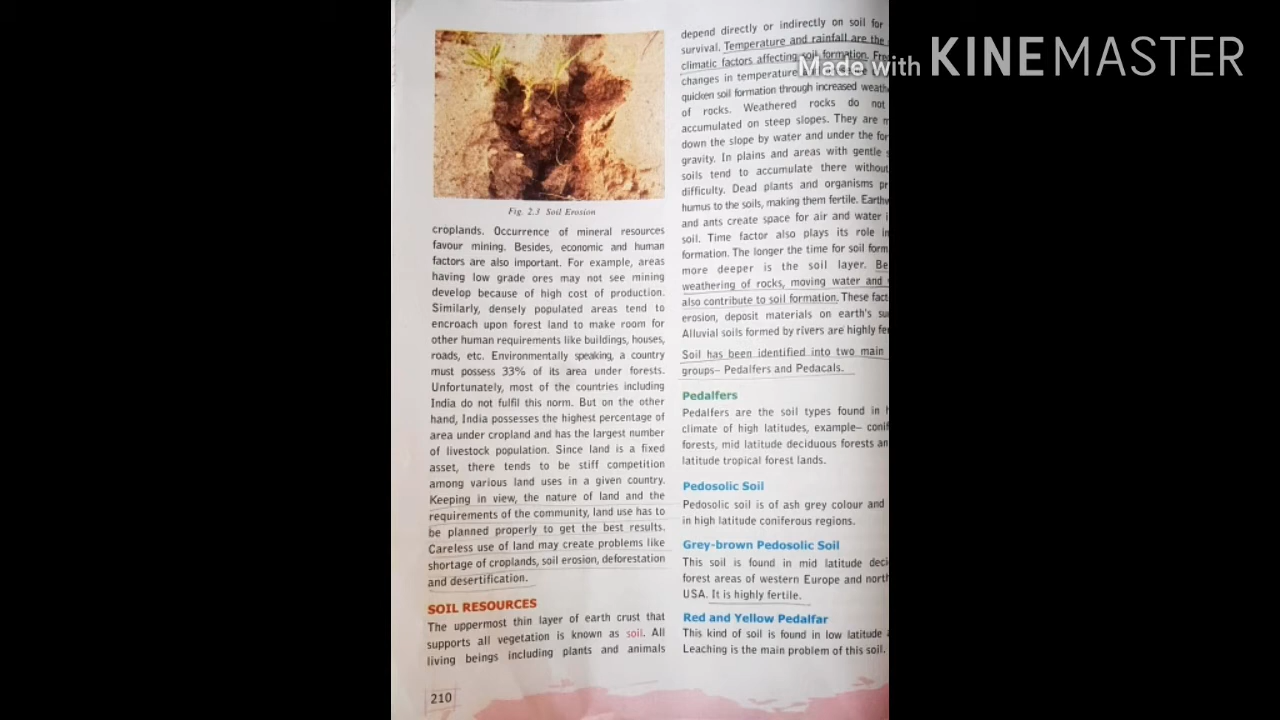 Made with KINEMASTER
Fig. 2.3 Soil Erosion
croplands. Occurrence of mineral resources
favour mining. Besides, economic and human
factors are also important. For example, areas
having low grade ores may not see mining
develop because of high cost of production.
Similarly, densely populated areas tend to
encroach upon forest land to make room for
other human requirements like buildings, houses,
roads, etc. Environmentally speaking, a country
must possess 33% of its area under forests.
Unfortunately, most of the countries including
India do not fulfil this norm. But on the other
hand, India possesses the highest percentage of
area under cropland and has the largest number
of livestock population. Since land is a fixed
asset, there tends to be stiff competition
among various land uses in a given country.
Keeping in view, the nature of land and the
requirements of the community, land use has to
be planned properly to get the best results.
Careless use of land may create problems like
shortage of croplands, soil erosion, deforestation
and desertification.
SOIL RESOURCES
The uppermost thin layer of earth crust that
supports all vegetation is known as soil. All
living beings including plants and animals
210
depend directly or indirectly on soil for
survival. Temperature and rainfall are the
climatic factors affecting soil formation.
changes in temperature
quicken soil formation through increased
of rocks. Weathered rocks do not
accumulated on steep slopes. They are
down the slope by water and under the
gravity. In plains and areas with gentle
soils tend to accumulate there without
difficulty. Dead plants and organisms
humus to the soils, making them fertile.
and ants create space for air and water
soil. Time factor also plays its role
formation. The longer the time for soil
more deeper is the soil layer.
weathering of rocks, moving water and
also contribute to soil formation. These
erosion, deposit materials on earth's
Alluvial soils formed by rivers are highly
Soil has been identified into two main
groups– Pedalfers and Pedacals.
Pedalfers
Pedalfers are the soil types found in
climate of high latitudes, example–
forests, mid latitude deciduous forests
latitude tropical forest lands.
Pedosolic Soil
Pedosolic soil is of ash grey colour and
in high latitude coniferous regions.
Grey-brown Pedosolic Soil
This soil is found in mid latitude
forest areas of western Europe and
USA. It is highly fertile.
Red and Yellow Pedalfar
This kind of soil is found in low latitude
Leaching is the main problem of this soil.